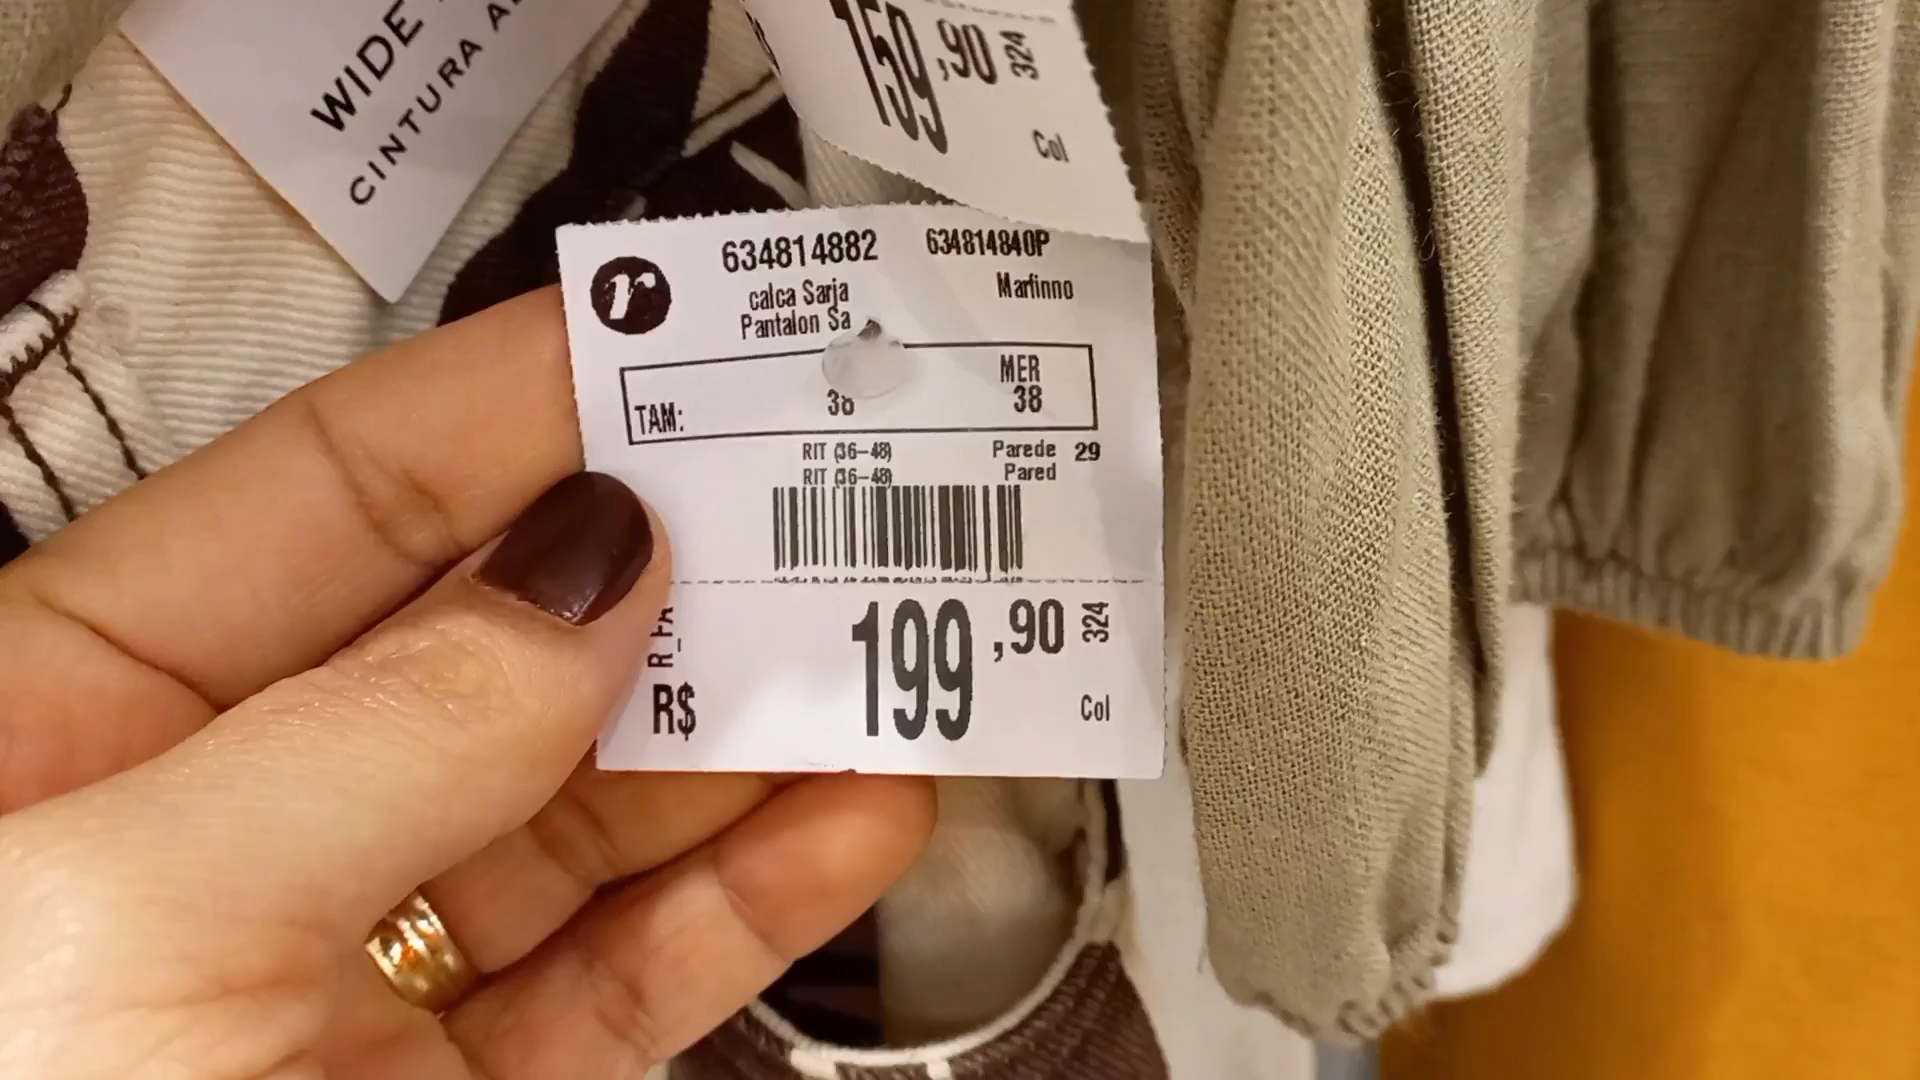 WIDE
CINTURA
159,90
324
Col
r
634814882 634814840P
calca Sarja Marfinno
Pantalon Sa
MER
TAM: 38 38
RIT (36-48) Parede 29
RIT (36-48) Pared
R$ 199,90
324
Col